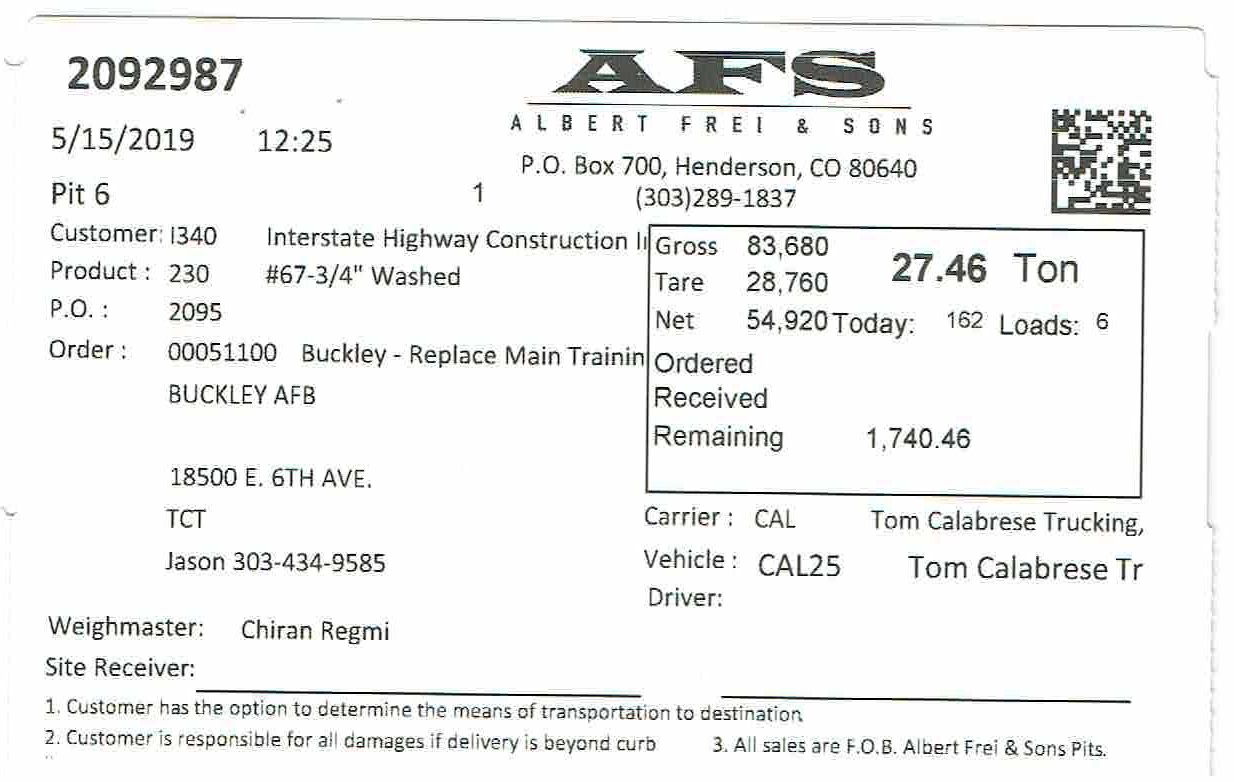 2092987
AFS
ALBERT FREI & SONS
5/15/2019 12:25
P.O. Box 700, Henderson, CO 80640
Pit 6 1 (303)289-1837
Customer: I340 Interstate Highway Construction I
Gross 83,680 27.46 Ton
Product : 230 #67-3/4" Washed
Tare 28,760
P.O. : 2095
Net 54,920 Today: 162 Loads: 6
Order : 00051100 Buckley - Replace Main Trainin
Ordered
BUCKLEY AFB
Received
Remaining 1,740.46
18500 E. 6TH AVE.
TCT
Carrier : CAL Tom Calabrese Trucking,
Jason 303-434-9585
Vehicle : CAL25 Tom Calabrese Tr
Driver:
Weighmaster: Chiran Regmi
Site Receiver:
1. Customer has the option to determine the means of transportation to destination
2. Customer is responsible for all damages if delivery is beyond curb 3. All sales are F.O.B. Albert Frei & Sons Pits.